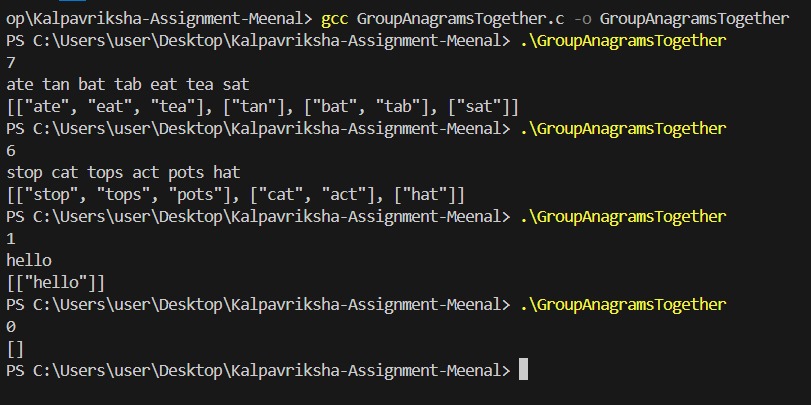 op\Kalpavriksha-Assignment-Meenal> gcc GroupAnagramsTogether.c -o GroupAnagramsTogether
PS C:\Users\user\Desktop\Kalpavriksha-Assignment-Meenal> .\GroupAnagramsTogether
7
ate tan bat tab eat tea sat
[["ate", "eat", "tea"], ["tan"], ["bat", "tab"], ["sat"]]
PS C:\Users\user\Desktop\Kalpavriksha-Assignment-Meenal> .\GroupAnagramsTogether
6
stop cat tops act pots hat
[["stop", "tops", "pots"], ["cat", "act"], ["hat"]]
PS C:\Users\user\Desktop\Kalpavriksha-Assignment-Meenal> .\GroupAnagramsTogether
1
hello
[["hello"]]
PS C:\Users\user\Desktop\Kalpavriksha-Assignment-Meenal> .\GroupAnagramsTogether
0
[]
PS C:\Users\user\Desktop\Kalpavriksha-Assignment-Meenal>